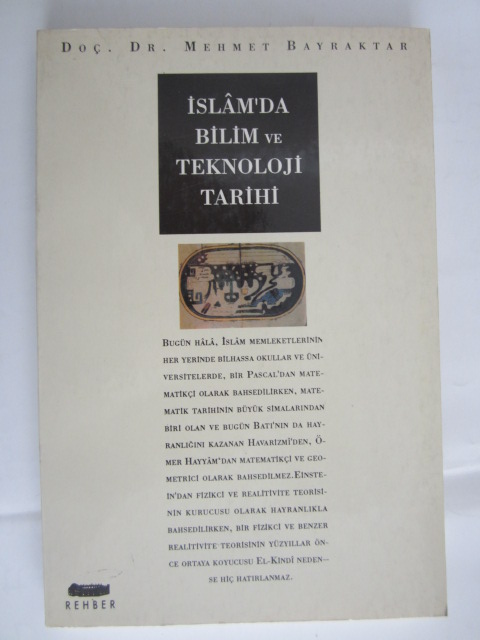 DOÇ. DR. MEHMET BAYRAKTAR
İSLÂM'DA
BİLİM VE
TEKNOLOJİ
TARİHİ
BUGÜN HÂLÂ, İSLÂM MEMLEKETLERİNİN
HER YERİNDE BİLHASSA OKULLAR VE ÜNİ-
VERSİTELERDE, BİR PASCAL'DAN MATE-
MATİKÇİ OLARAK BAHSEDİLİRKEN, MATE-
MATİK TARİHİNİN BÜYÜK SİMALARINDAN
BİRİ OLAN VE BUGÜN BATI'NIN DA HAY-
RANLIĞINI KAZANAN HAVARİZMİ'DEN, Ö-
MER HAYYÂM'DAN MATEMATİKÇİ VE GEO-
METRİCİ OLARAK BAHSEDİLMEZ.EİNSTE-
İN'DAN FİZİKCİ VE REALİTİVİTE TEORİSİ-
NİN KURUCUSU OLARAK HAYRANLIKLA
BAHSEDİLİRKEN, BİR FİZİKCİ VE BENZER
REALİTİVİTE TEORİSİNİN YÜZYILLAR ÖN-
CE ORTAYA KOYUCUSU EL-KİNDÎ NEDEN--
SE HİÇ HATIRLANMAZ.
REHBER